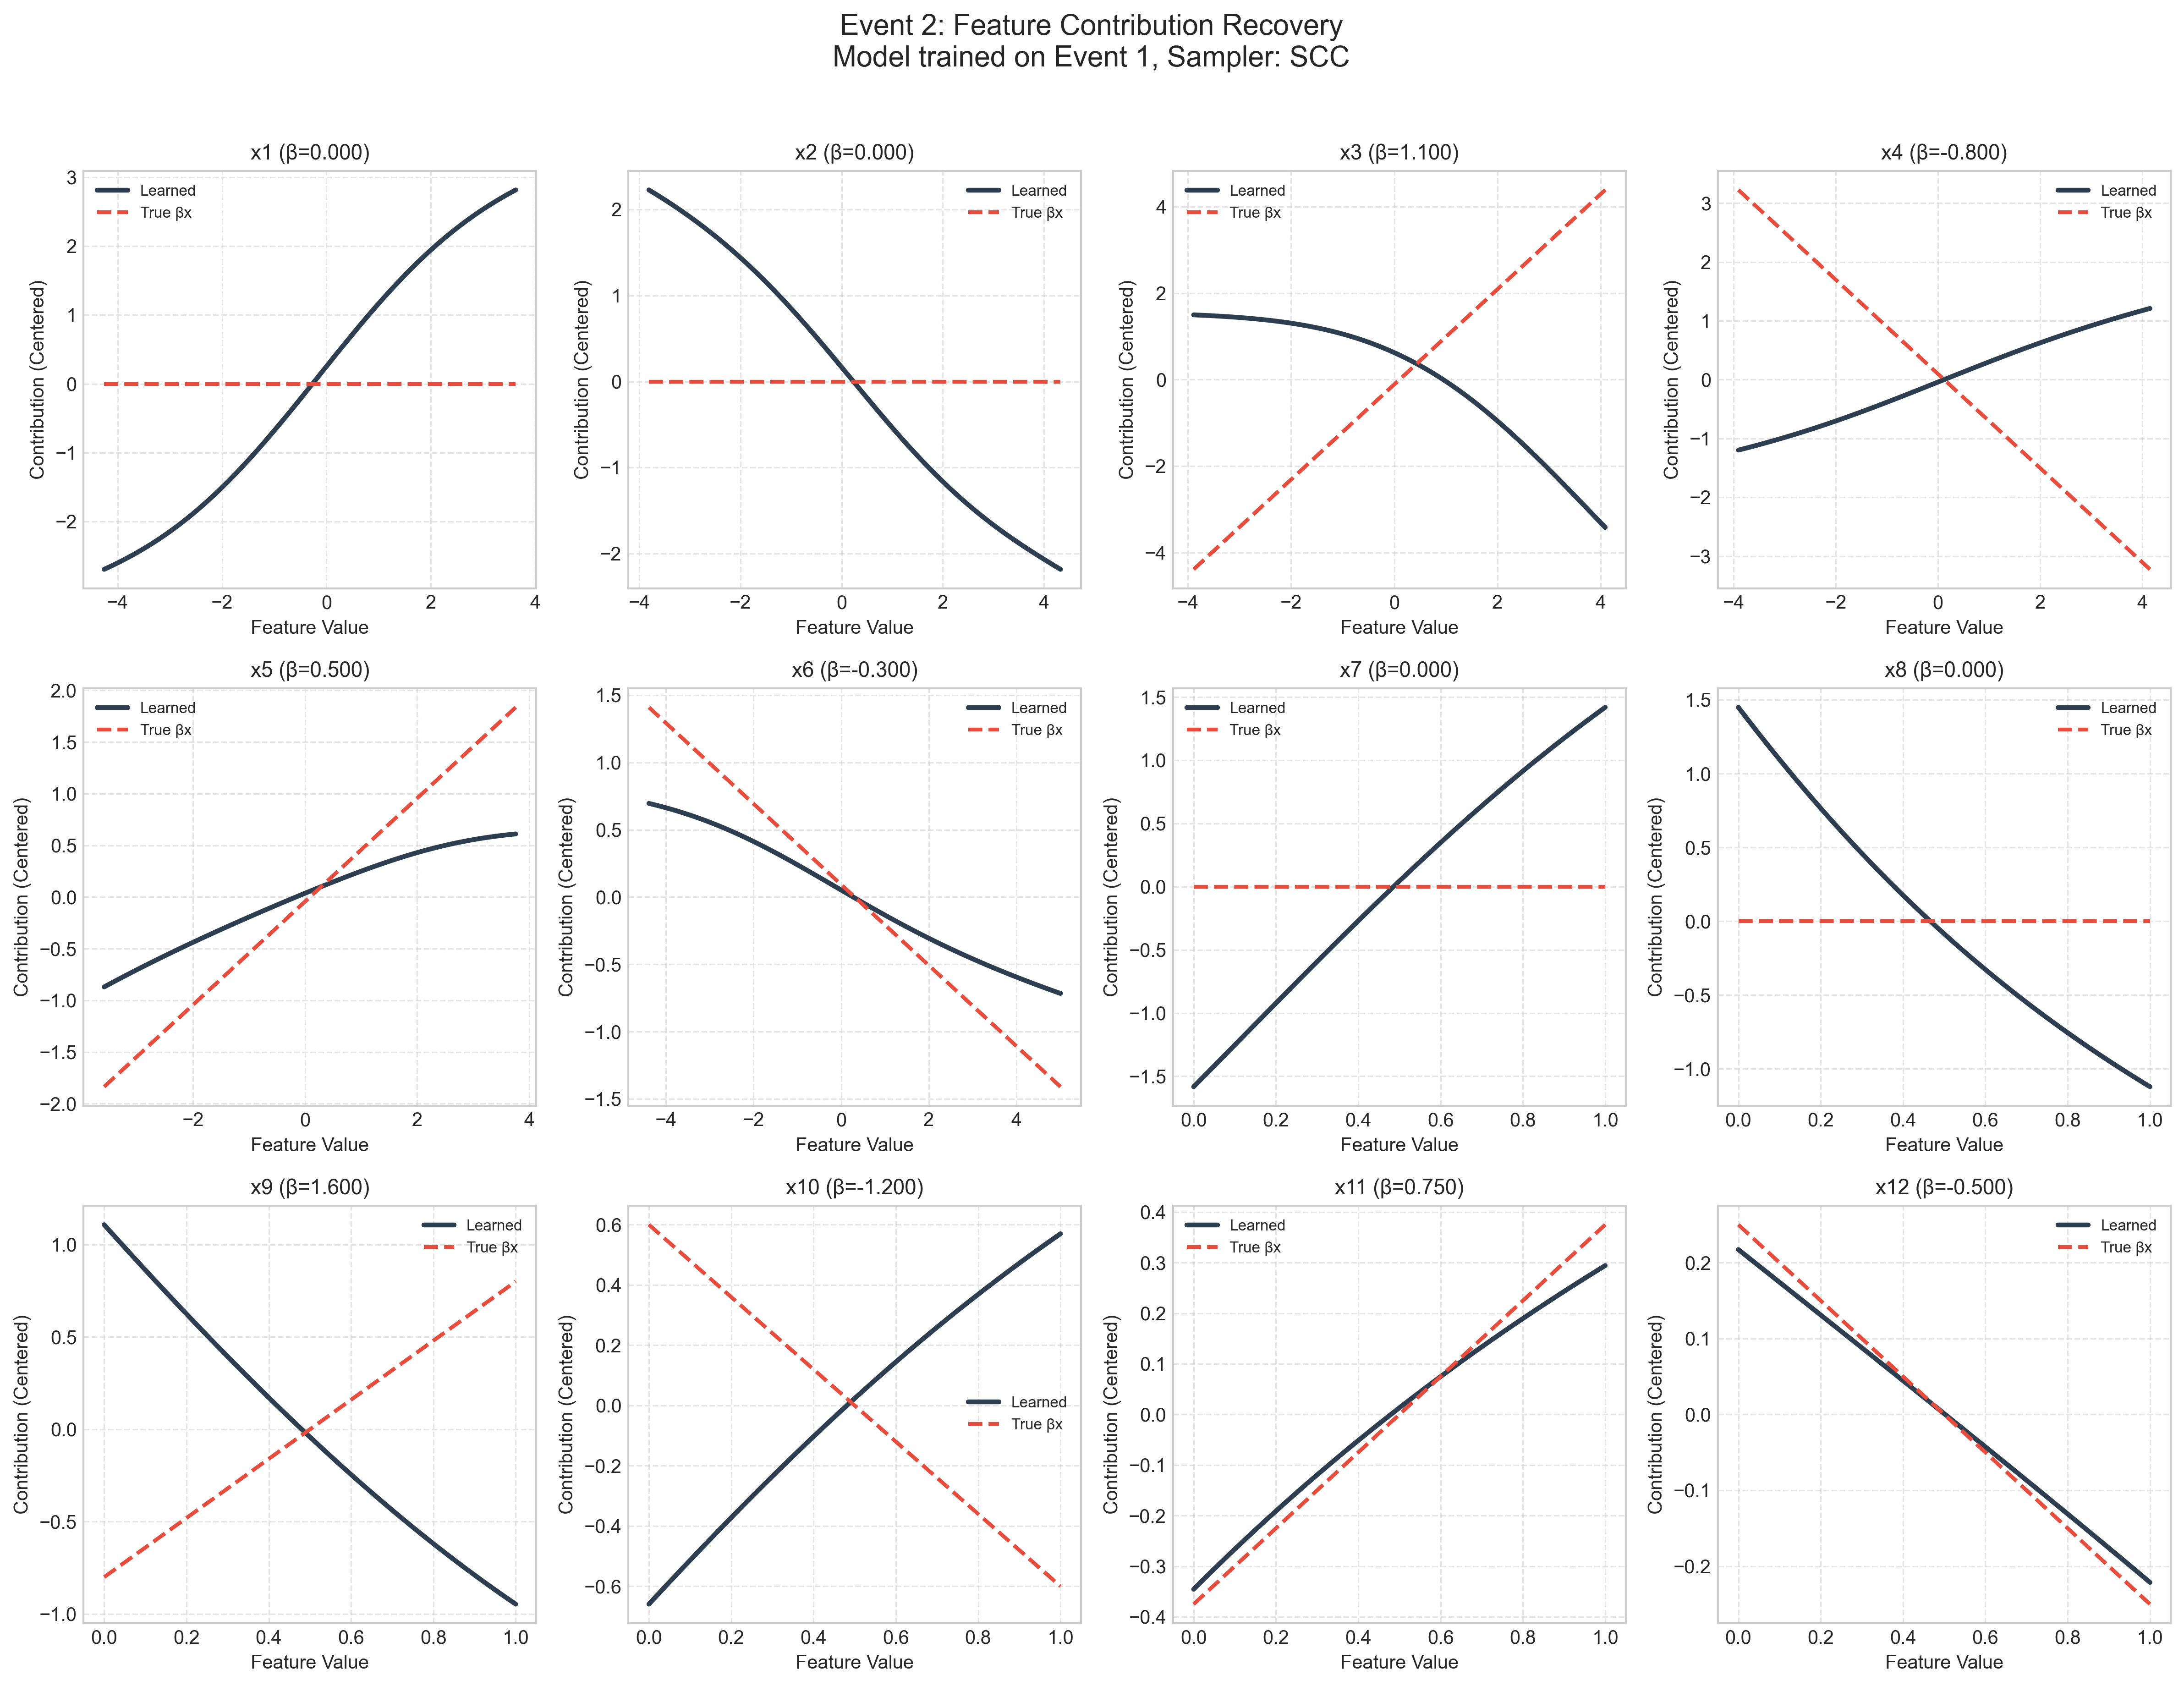 Event 2: Feature Contribution Recovery
Model trained on Event 1, Sampler: SCC
x1 (β=0.000)
Learned
True βx
Contribution (Centered)
3
2
1
0
−1
−2
−4
−2
0
2
4
Feature Value
x2 (β=0.000)
Learned
True βx
Contribution (Centered)
2
1
0
−1
−2
−4
−2
0
2
4
Feature Value
x3 (β=1.100)
Learned
True βx
Contribution (Centered)
4
2
0
−2
−4
−4
−2
0
2
4
Feature Value
x4 (β=-0.800)
Learned
True βx
Contribution (Centered)
3
2
1
0
−1
−2
−3
−4
−2
0
2
4
Feature Value
x5 (β=0.500)
Learned
True βx
Contribution (Centered)
2.0
1.5
1.0
0.5
0.0
−0.5
−1.0
−1.5
−2.0
−2
0
2
4
Feature Value
x6 (β=-0.300)
Learned
True βx
Contribution (Centered)
1.5
1.0
0.5
0.0
−0.5
−1.0
−1.5
−4
−2
0
2
4
Feature Value
x7 (β=0.000)
Learned
True βx
Contribution (Centered)
1.5
1.0
0.5
0.0
−0.5
−1.0
−1.5
0.0
0.2
0.4
0.6
0.8
1.0
Feature Value
x8 (β=0.000)
Learned
True βx
Contribution (Centered)
1.5
1.0
0.5
0.0
−0.5
−1.0
0.0
0.2
0.4
0.6
0.8
1.0
Feature Value
x9 (β=1.600)
Learned
True βx
Contribution (Centered)
1.0
0.5
0.0
−0.5
−1.0
0.0
0.2
0.4
0.6
0.8
1.0
Feature Value
x10 (β=-1.200)
Learned
True βx
Contribution (Centered)
0.6
0.4
0.2
0.0
−0.2
−0.4
−0.6
0.0
0.2
0.4
0.6
0.8
1.0
Feature Value
x11 (β=0.750)
Learned
True βx
Contribution (Centered)
0.4
0.3
0.2
0.1
0.0
−0.1
−0.2
−0.3
−0.4
0.0
0.2
0.4
0.6
0.8
1.0
Feature Value
x12 (β=-0.500)
Learned
True βx
Contribution (Centered)
0.2
0.1
0.0
−0.1
−0.2
0.0
0.2
0.4
0.6
0.8
1.0
Feature Value